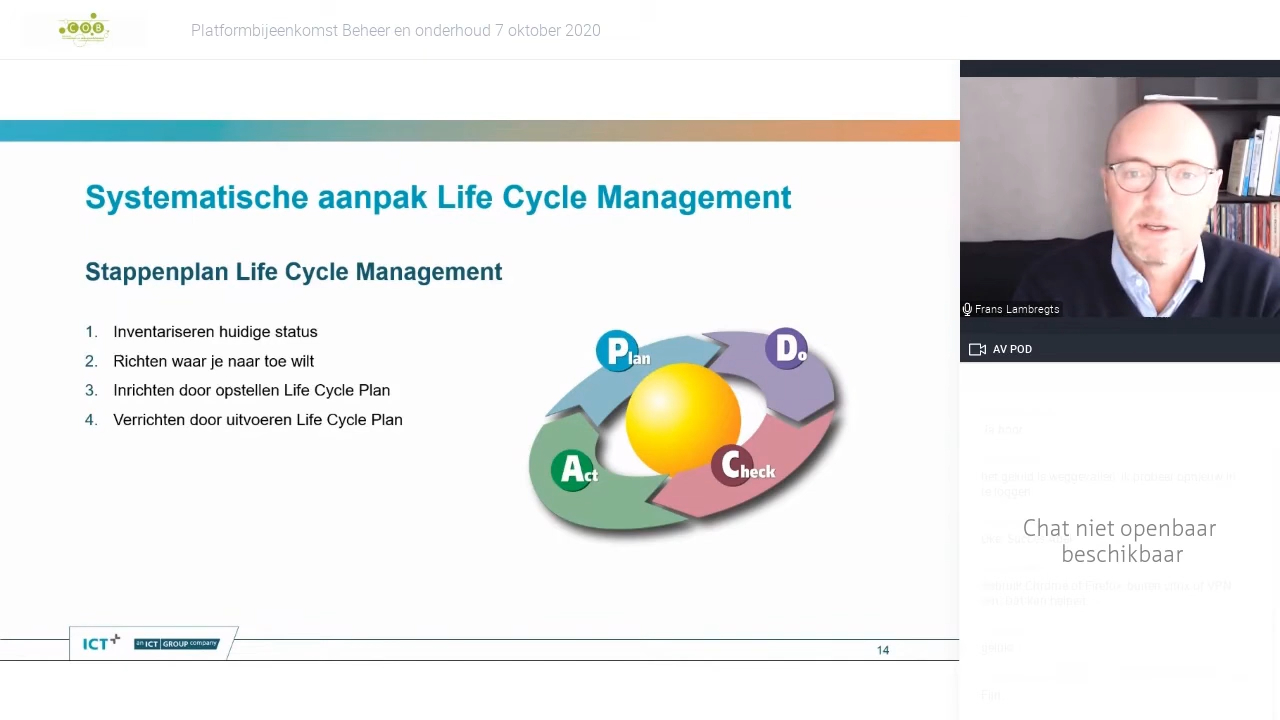 COB
Platformbijeenkomst Beheer en onderhoud 7 oktober 2020
Systematische aanpak Life Cycle Management
Stappenplan Life Cycle Management
1. Inventariseren huidige status
2. Richten waar je naar toe wilt
3. Inrichten door opstellen Life Cycle Plan
4. Verrichten door uitvoeren Life Cycle Plan
Plan
Do
Act
Check
ICT
an ICT GROUP company
14
Frans Lambregts
AV POD
Chat niet openbaar
beschikbaar